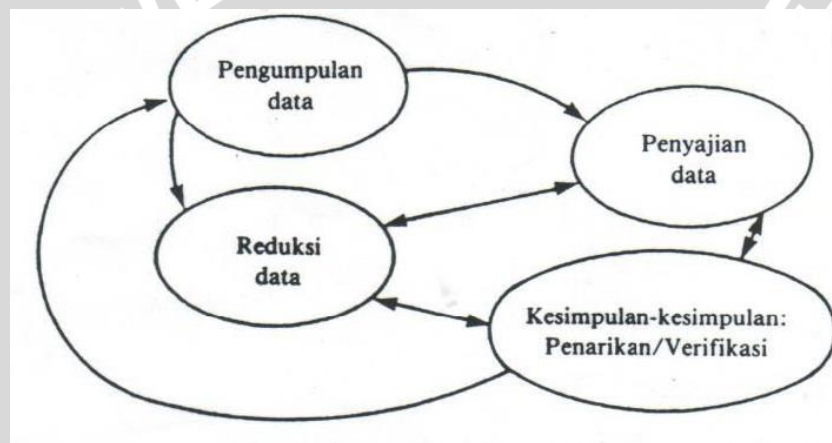 Pengumpulan
data
Penyajian
data
Reduksi
data
Kesimpulan-kesimpulan:
Penarikan/Verifikasi